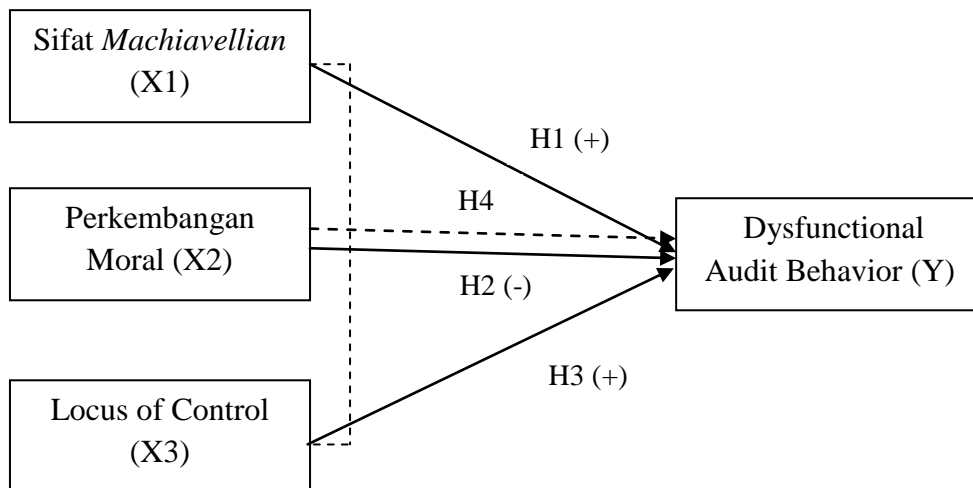 Sifat Machiavellian
(X1)
H1 (+)
Perkembangan
Moral (X2)
H4
H2 (-)
Dysfunctional
Audit Behavior (Y)
H3 (+)
Locus of Control
(X3)